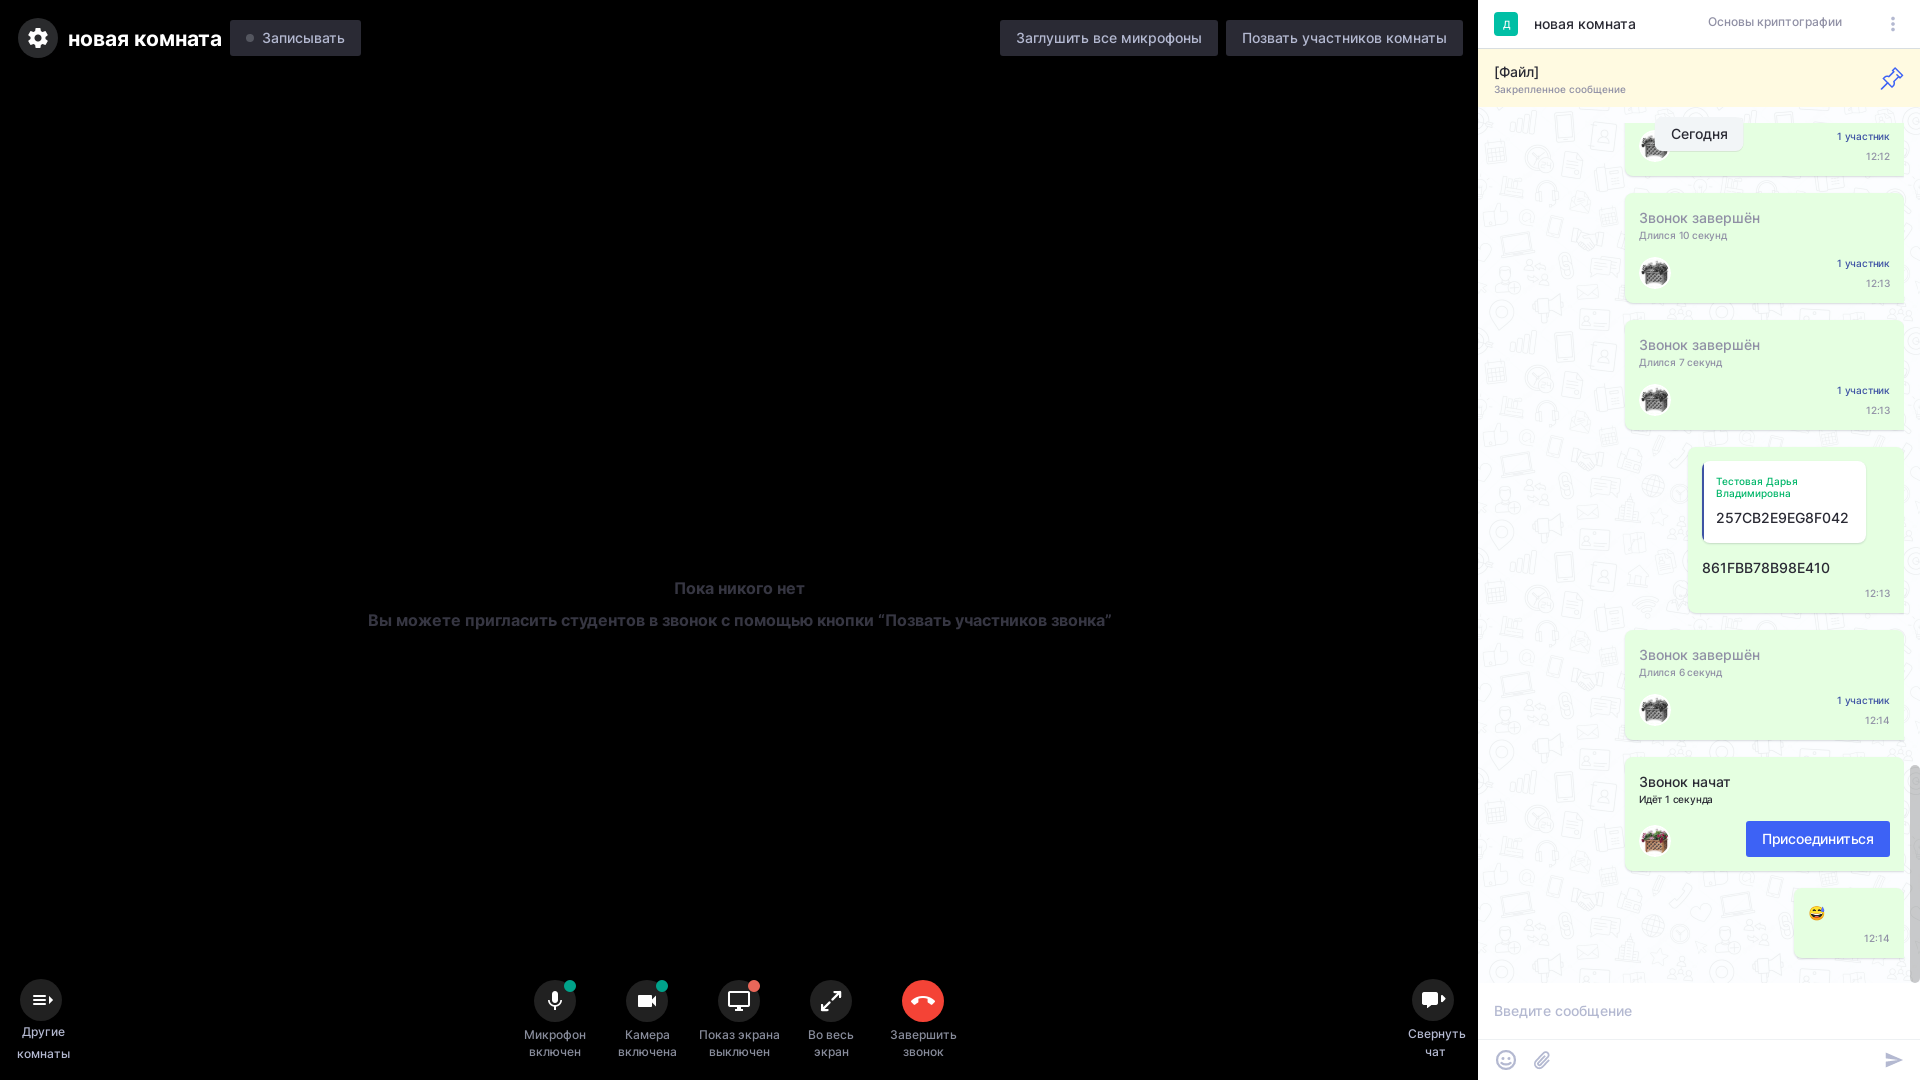 новая комната
Записывать
Заглушить все микрофоны
Позвать участников комнаты
Пока никого нет
Вы можете пригласить студентов в звонок с помощью кнопки “Позвать участников звонка”
Другие
комнаты
Микрофон
включен
Камера
включена
Показ экрана
выключен
Во весь
экран
Завершить
звонок
Свернуть
чат
Д
новая комната
Основы криптографии
[Файл]
Закрепленное сообщение
Сегодня
1 участник
12:12
Звонок завершён
Длился 10 секунд
1 участник
12:13
Звонок завершён
Длился 7 секунд
1 участник
12:13
Тестовая Дарья
Владимировна
257CB2E9EG8F042
861FBB78B98E410
12:13
Звонок завершён
Длился 6 секунд
1 участник
12:14
Звонок начат
Идёт 1 секунда
Присоединиться
12:14
Введите сообщение